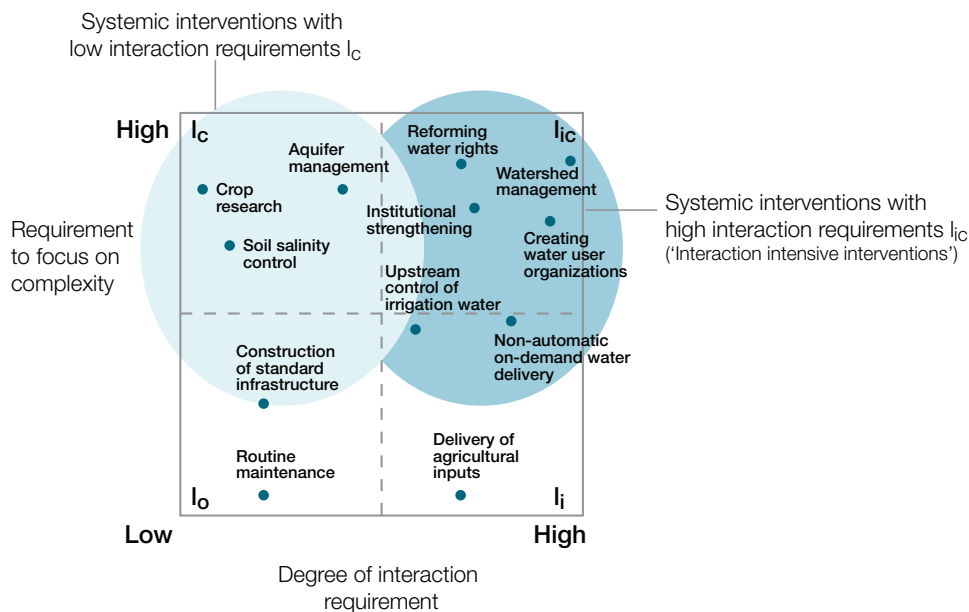 Systemic interventions with
low interaction requirements Ic
High
Ic
Iic
Reforming
water rights
Aquifer
management
Watershed
management
Crop
research
Institutional
strengthening
Systemic interventions with
high interaction requirements Iic
('Interaction intensive interventions')
Requirement
to focus on
complexity
Soil salinity
control
Creating
water user
organizations
Upstream
control of
irrigation water
Non-automatic
on-demand water
delivery
Construction
of standard
infrastructure
Delivery of
agricultural
inputs
Routine
maintenance
Io
Ii
Low
High
Degree of interaction
requirement